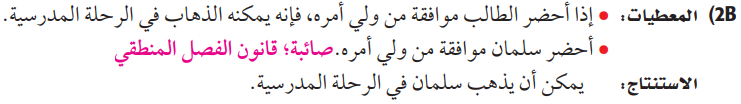 2B) المعطيات: • إذا أحضر الطالب موافقة من ولي أمره، فإنه يمكنه الذهاب في الرحلة المدرسية.
• أحضر سلمان موافقة من ولي أمره. صائبة؛ قانون الفصل المنطقي
الاستنتاج: يمكن أن يذهب سلمان في الرحلة المدرسية.